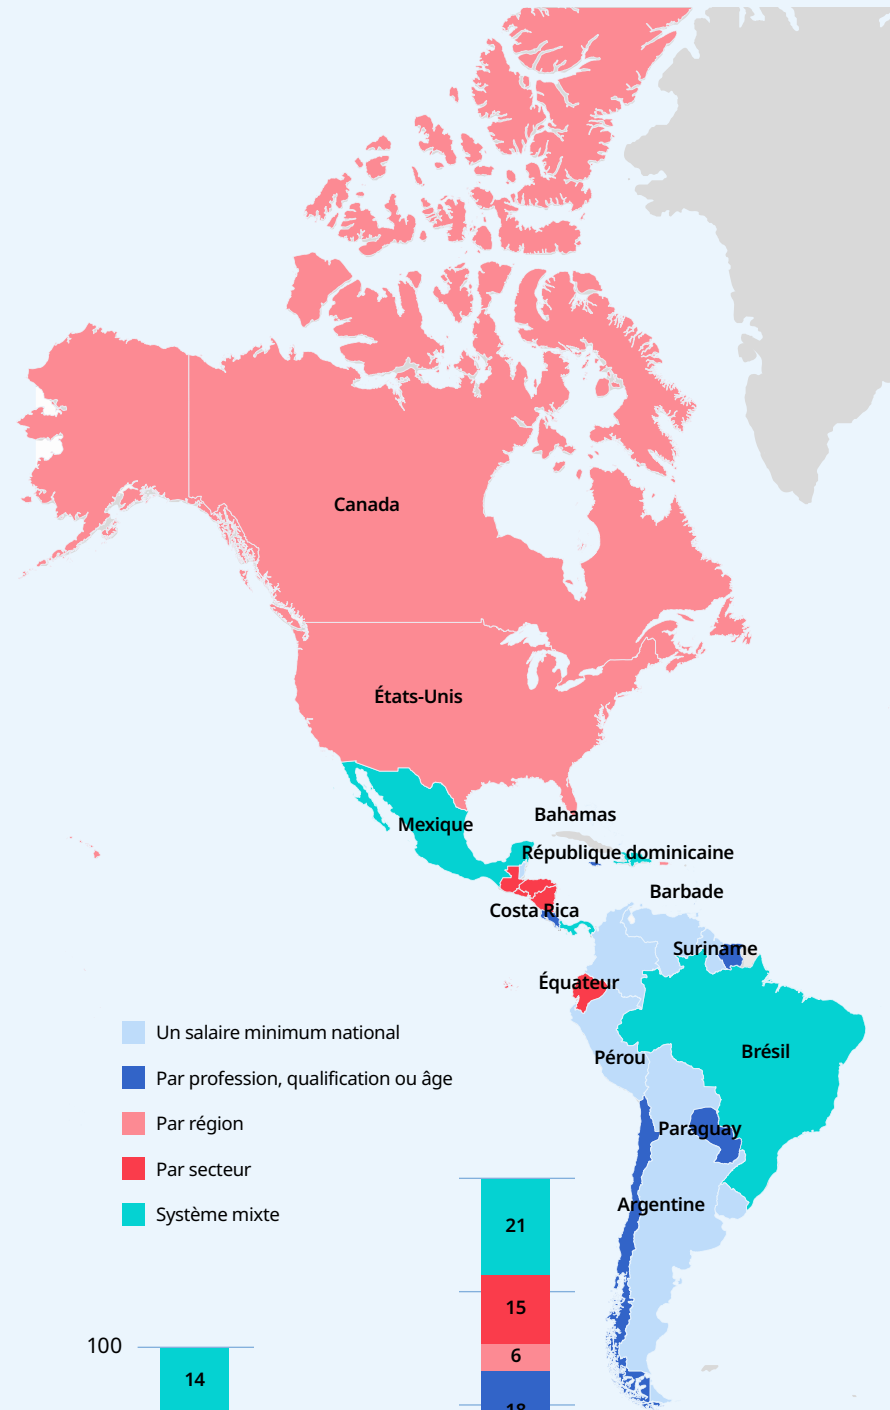 Canada
États-Unis
Bahamas
Mexique
République dominicaine
Barbade
Costa Rica
Suriname
Équateur
Un salaire minimum national
Brésil
Pérou
Par profession, qualification ou âge
Par région
Paraguay
Par secteur
Argentine
Système mixte
21
15
100
6
14
18